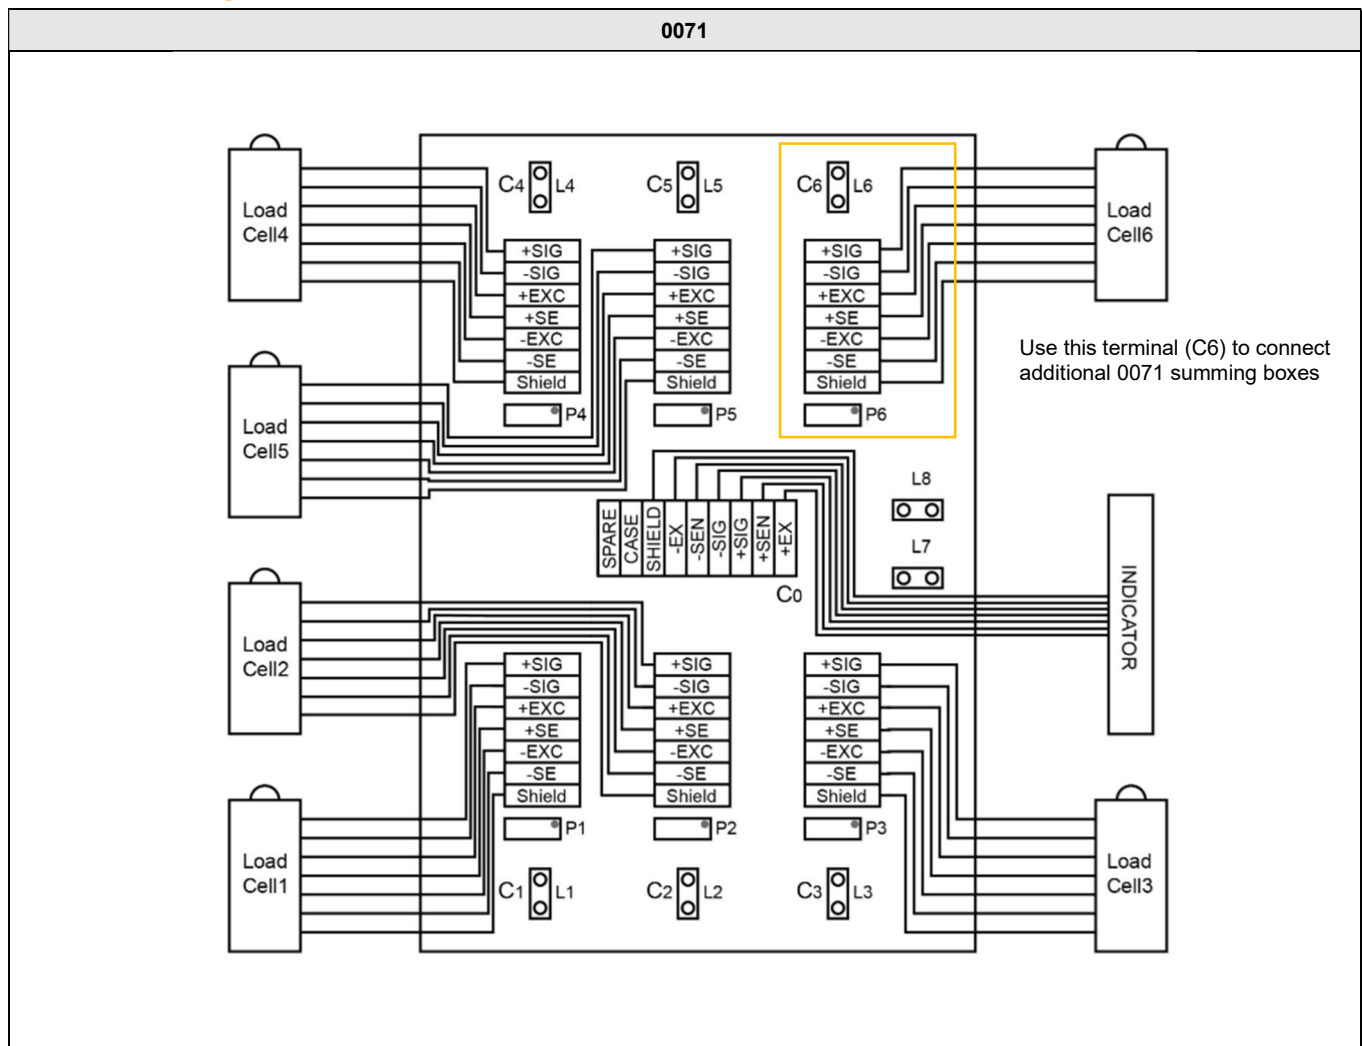 0071
Load
Cell4
C4
L4
C5
L5
C6
L6
Load
Cell6
+SIG
-SIG
+EXC
+SE
-EXC
-SE
Shield
P4
+SIG
-SIG
+EXC
+SE
-EXC
-SE
Shield
P5
+SIG
-SIG
+EXC
+SE
-EXC
-SE
Shield
P6
Use this terminal (C6) to connect
additional 0071 summing boxes
Load
Cell5
L8
L7
SPARE
CASE
SHIELD
-EX
-SEN
-SIG
+SIG
+SEN
+EX
C0
INDICATOR
Load
Cell2
+SIG
-SIG
+EXC
+SE
-EXC
-SE
Shield
P1
+SIG
-SIG
+EXC
+SE
-EXC
-SE
Shield
P2
+SIG
-SIG
+EXC
+SE
-EXC
-SE
Shield
P3
Load
Cell1
C1
L1
C2
L2
C3
L3
Load
Cell3